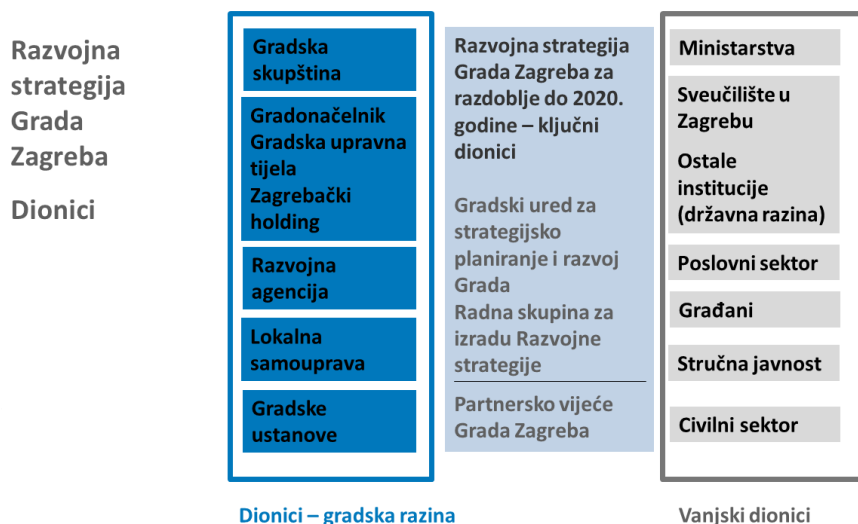 Razvojna
strategija
Grada
Zagreba
Dionici
Gradska
skupština
Gradonačelnik
Gradska upravna
tijela
Zagrebački
holding
Razvojna
agencija
Lokalna
samouprava
Gradske
ustanove
Dionici – gradska razina
Razvojna strategija
Grada Zagreba za
razdoblje do 2020.
godine – ključni
dionici
Gradski ured za
strategijsko
planiranje i razvoj
Grada
Radna skupina za
izradu Razvojne
strategije
Partnersko vijeće
Grada Zagreba
Ministarstva
Sveučilište u
Zagrebu
Ostale
institucije
(državna razina)
Poslovni sektor
Građani
Stručna javnost
Civilni sektor
Vanjski dionici